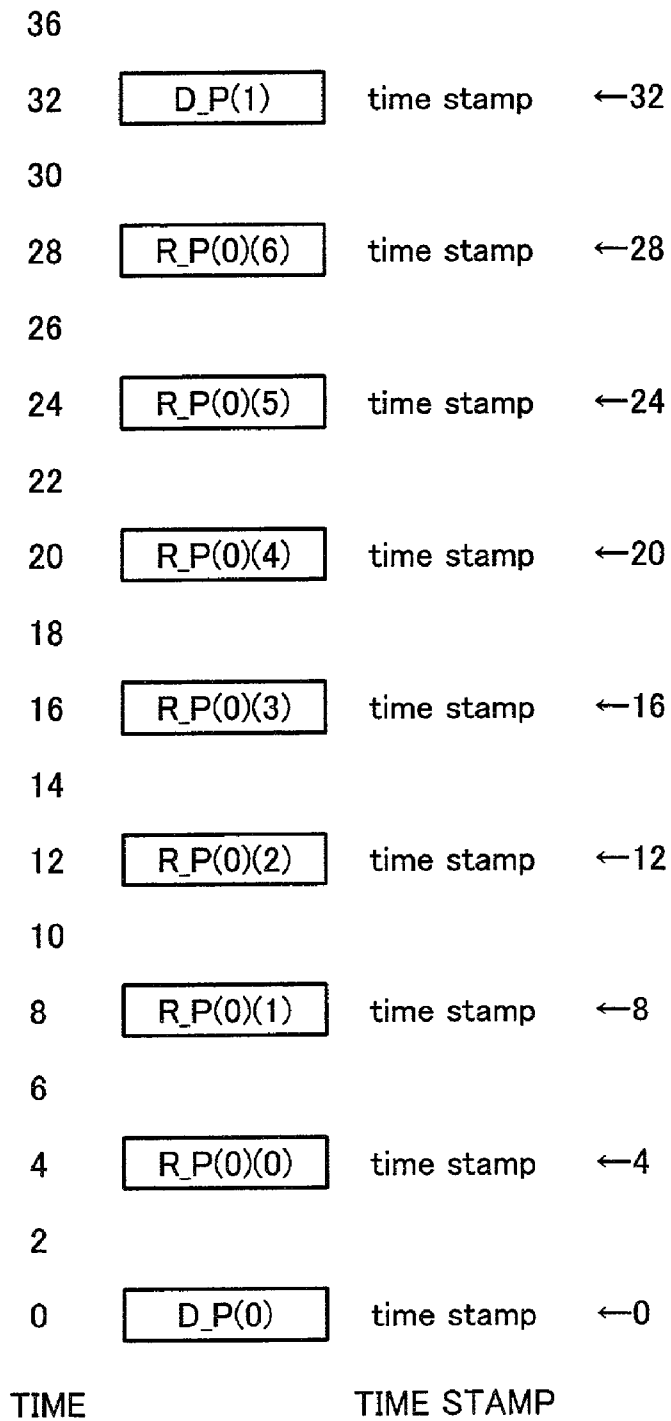 36
32 D_P(1) time stamp ←32
30
28 R_P(0)(6) time stamp ←28
26
24 R_P(0)(5) time stamp ←24
22
20 R_P(0)(4) time stamp ←20
18
16 R_P(0)(3) time stamp ←16
14
12 R_P(0)(2) time stamp ←12
10
8 R_P(0)(1) time stamp ←8
6
4 R_P(0)(0) time stamp ←4
2
0 D_P(0) time stamp ←0
TIME TIME STAMP